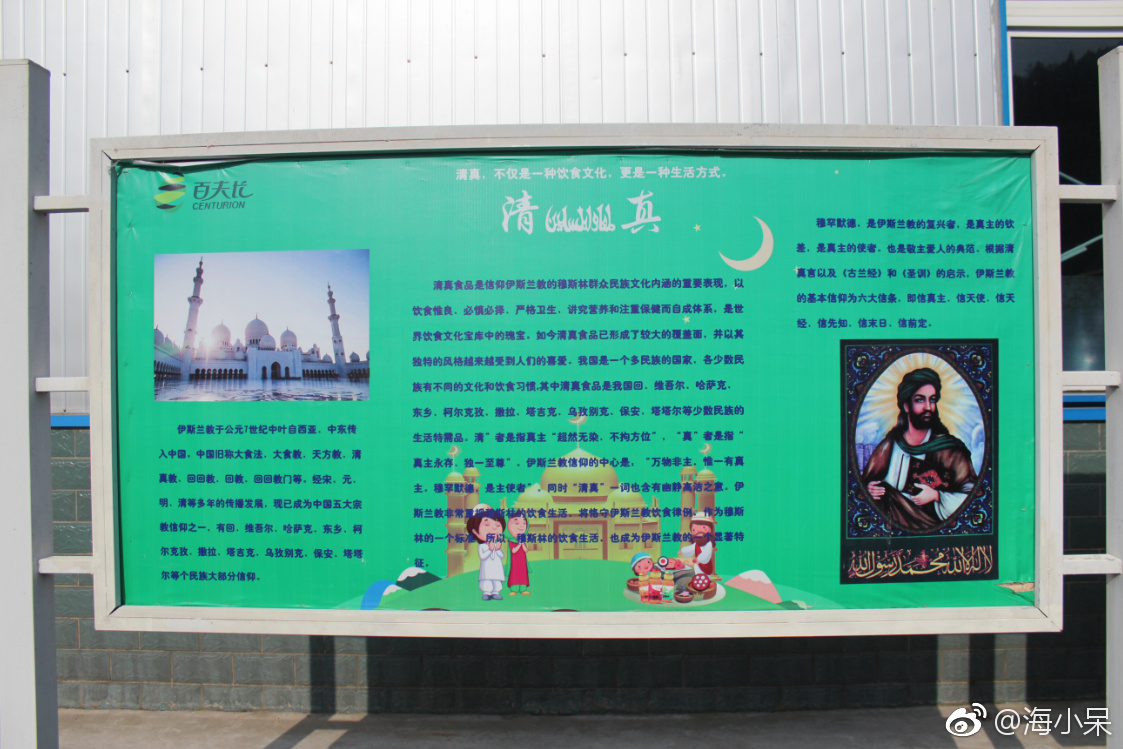 百夫长
CENTURION
清真，不仅是一种饮食文化，更是一种生活方式。
清 真
伊斯兰教于公元7世纪中叶自西亚、中东传
入中国，中国旧称大食法、大食教、天方教、清
真教、回回教、回教、回回教门等。经宋、元、
明、清等多年的传播发展，现已成为中国五大宗
教信仰之一，有回、维吾尔、哈萨克、东乡、柯
尔克孜、撒拉、塔吉克、乌孜别克、保安、塔塔
尔等个民族大部分信仰。
清真食品是信仰伊斯兰教的穆斯林群众民族文化内涵的重要表现，以
饮食惟良、必慎必择、严格卫生、讲究营养和注重保健而自成体系，是世
界饮食文化宝库中的瑰宝。如今清真食品已形成了较大的覆盖面，并以其
独特的风格越来越受到人们的喜爱。我国是一个多民族的国家，各少数民
族有不同的文化和饮食习惯,其中清真食品是我国回、维吾尔、哈萨克、
东乡、柯尔克孜、撒拉、塔吉克、乌孜别克、保安、塔塔尔等少数民族的
生活特需品。清”者是指真主“超然无染、不拘方位”，“真”者是指“
真主永存、独一至尊”。伊斯兰教信仰的中心是，“万物非主，惟一有真
主，穆罕默德，是主使者”。同时“清真”一词也含有幽静高远之意。伊
斯兰教非常重视穆斯林的饮食生活，将恪守伊斯兰教饮食律例，作为穆斯
林的一个标准，所以，穆斯林的饮食生活，也成为伊斯兰教的一个显著特
征。
穆罕默德，是伊斯兰教的复兴者，是真主的钦
差，是真主的使者，也是敬主爱人的典范。根据清
真言以及《古兰经》和《圣训》的启示，伊斯兰教
的基本信仰为六大信条，即信真主、信天使、信天
经、信先知、信末日、信前定。
لا اله الا الله محمد رسول الله
@海小呆